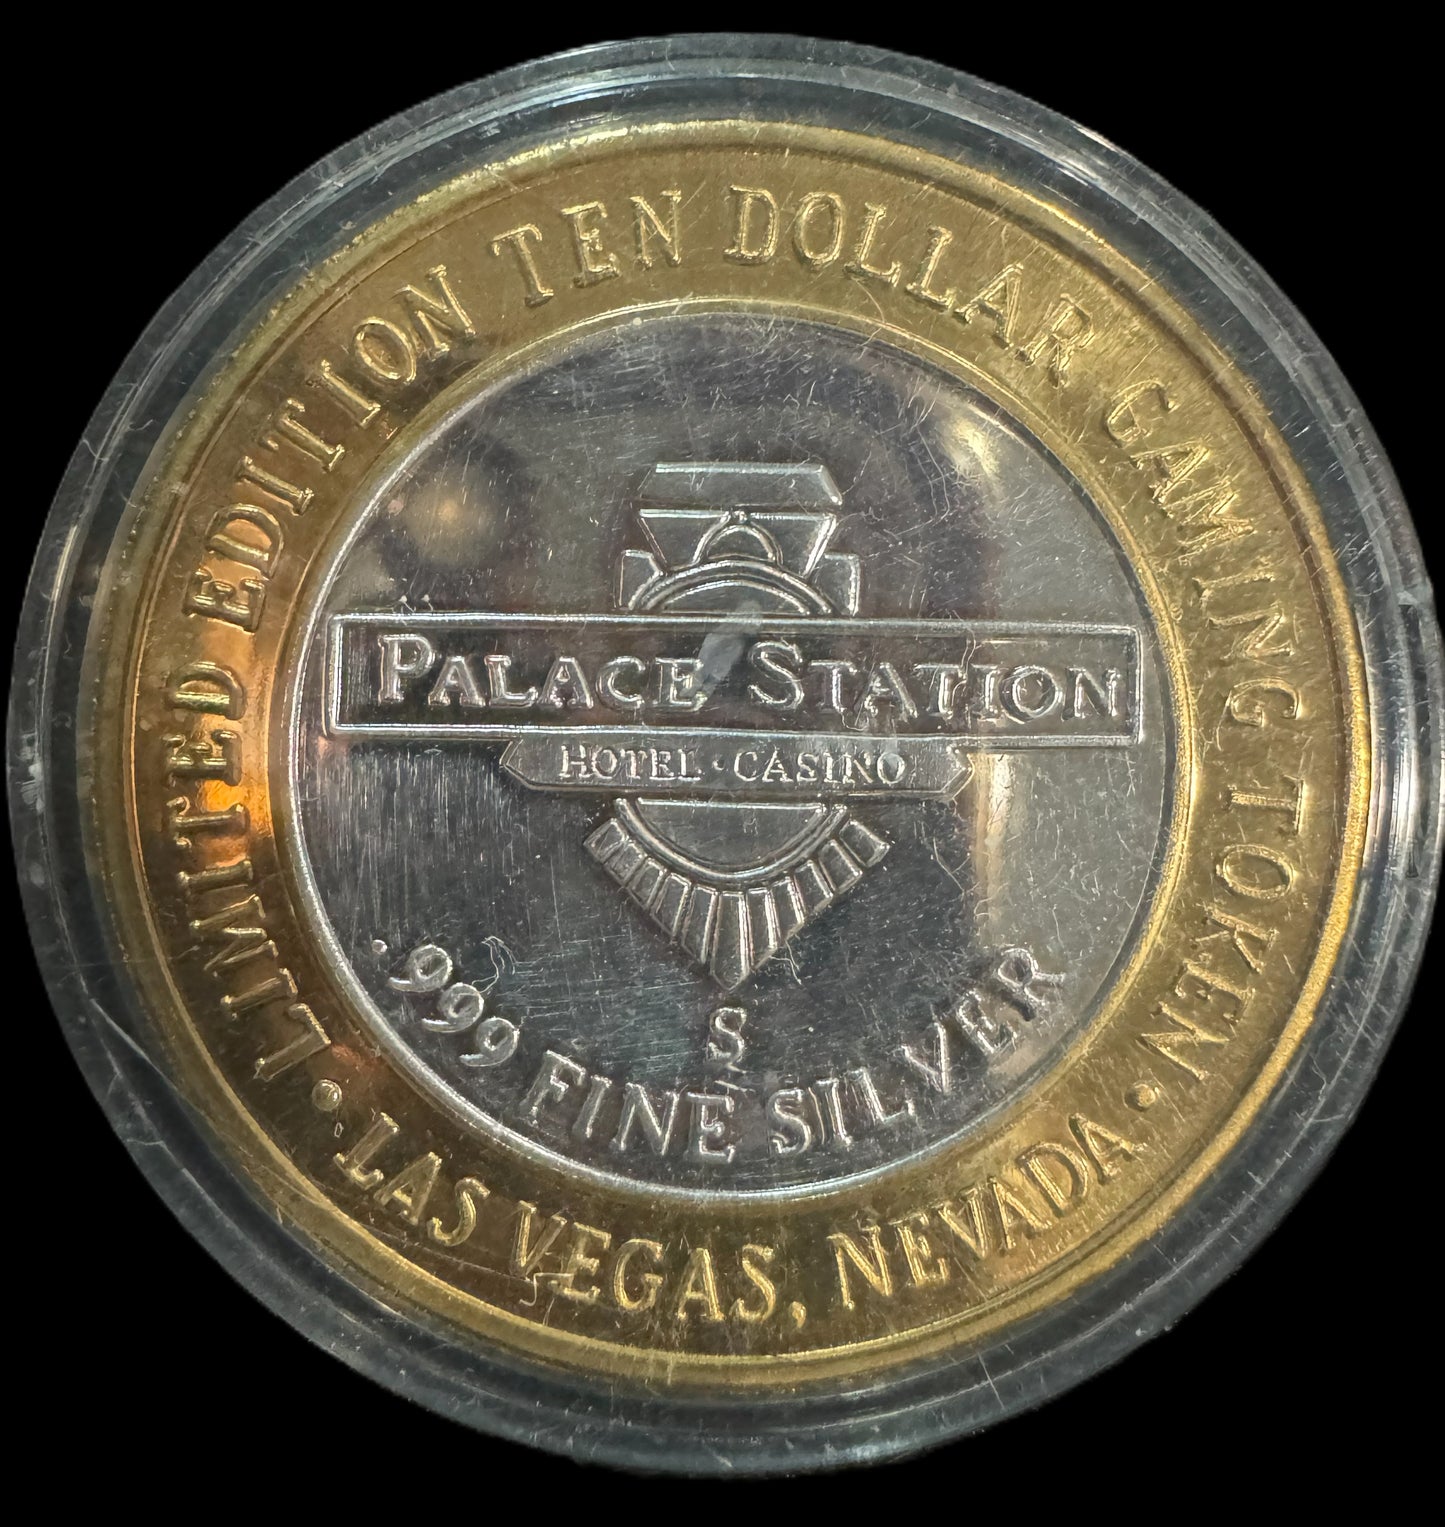 LIMITED EDITION TEN DOLLAR GAMING TOKEN
PALACE STATION
HOTEL · CASINO
S
.999 FINE SILVER
• LAS VEGAS, NEVADA •